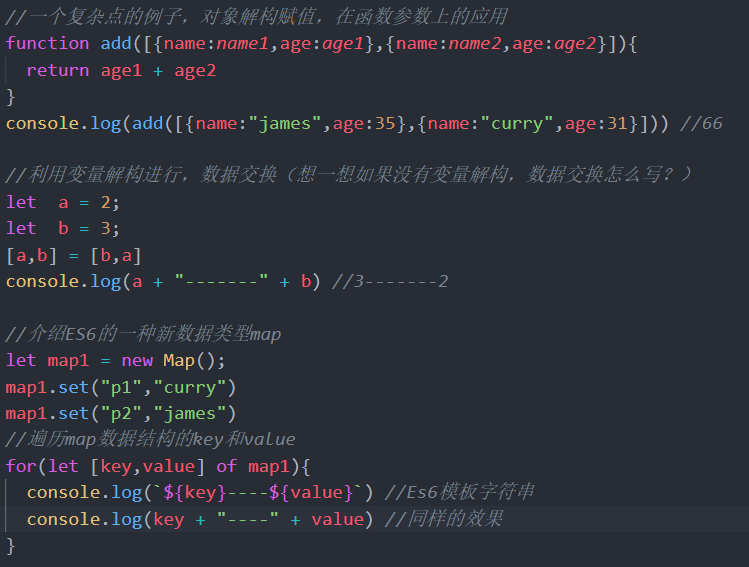 //一个复杂点的例子，对象解构赋值，在函数参数上的应用
function add([{name:name1,age:age1},{name:name2,age:age2}]){
  return age1 + age2
}
console.log(add([{name:"james",age:35},{name:"curry",age:31}])) //66

//利用变量解构进行，数据交换（想一想如果没有变量解构，数据交换怎么写？）
let  a = 2;
let  b = 3;
[a,b] = [b,a]
console.log(a + "-------" + b) //3-------2

//介绍ES6的一种新数据类型map
let map1 = new Map();
map1.set("p1","curry")
map1.set("p2","james")
//遍历map数据结构的key和value
for(let [key,value] of map1){
  console.log(`${key}----${value}`) //Es6模板字符串
  console.log(key + "----" + value) //同样的效果
}